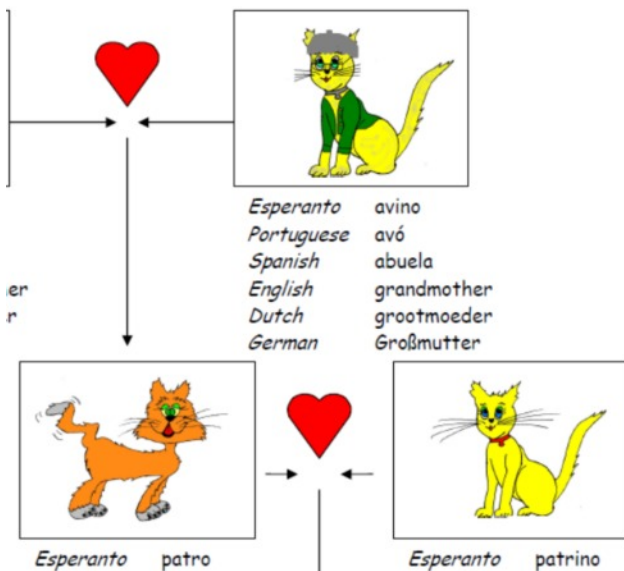 Esperanto avino
Portuguese avó
Spanish abuela
English grandmother
Dutch grootmoeder
German Großmutter
Esperanto patro
Esperanto patrino